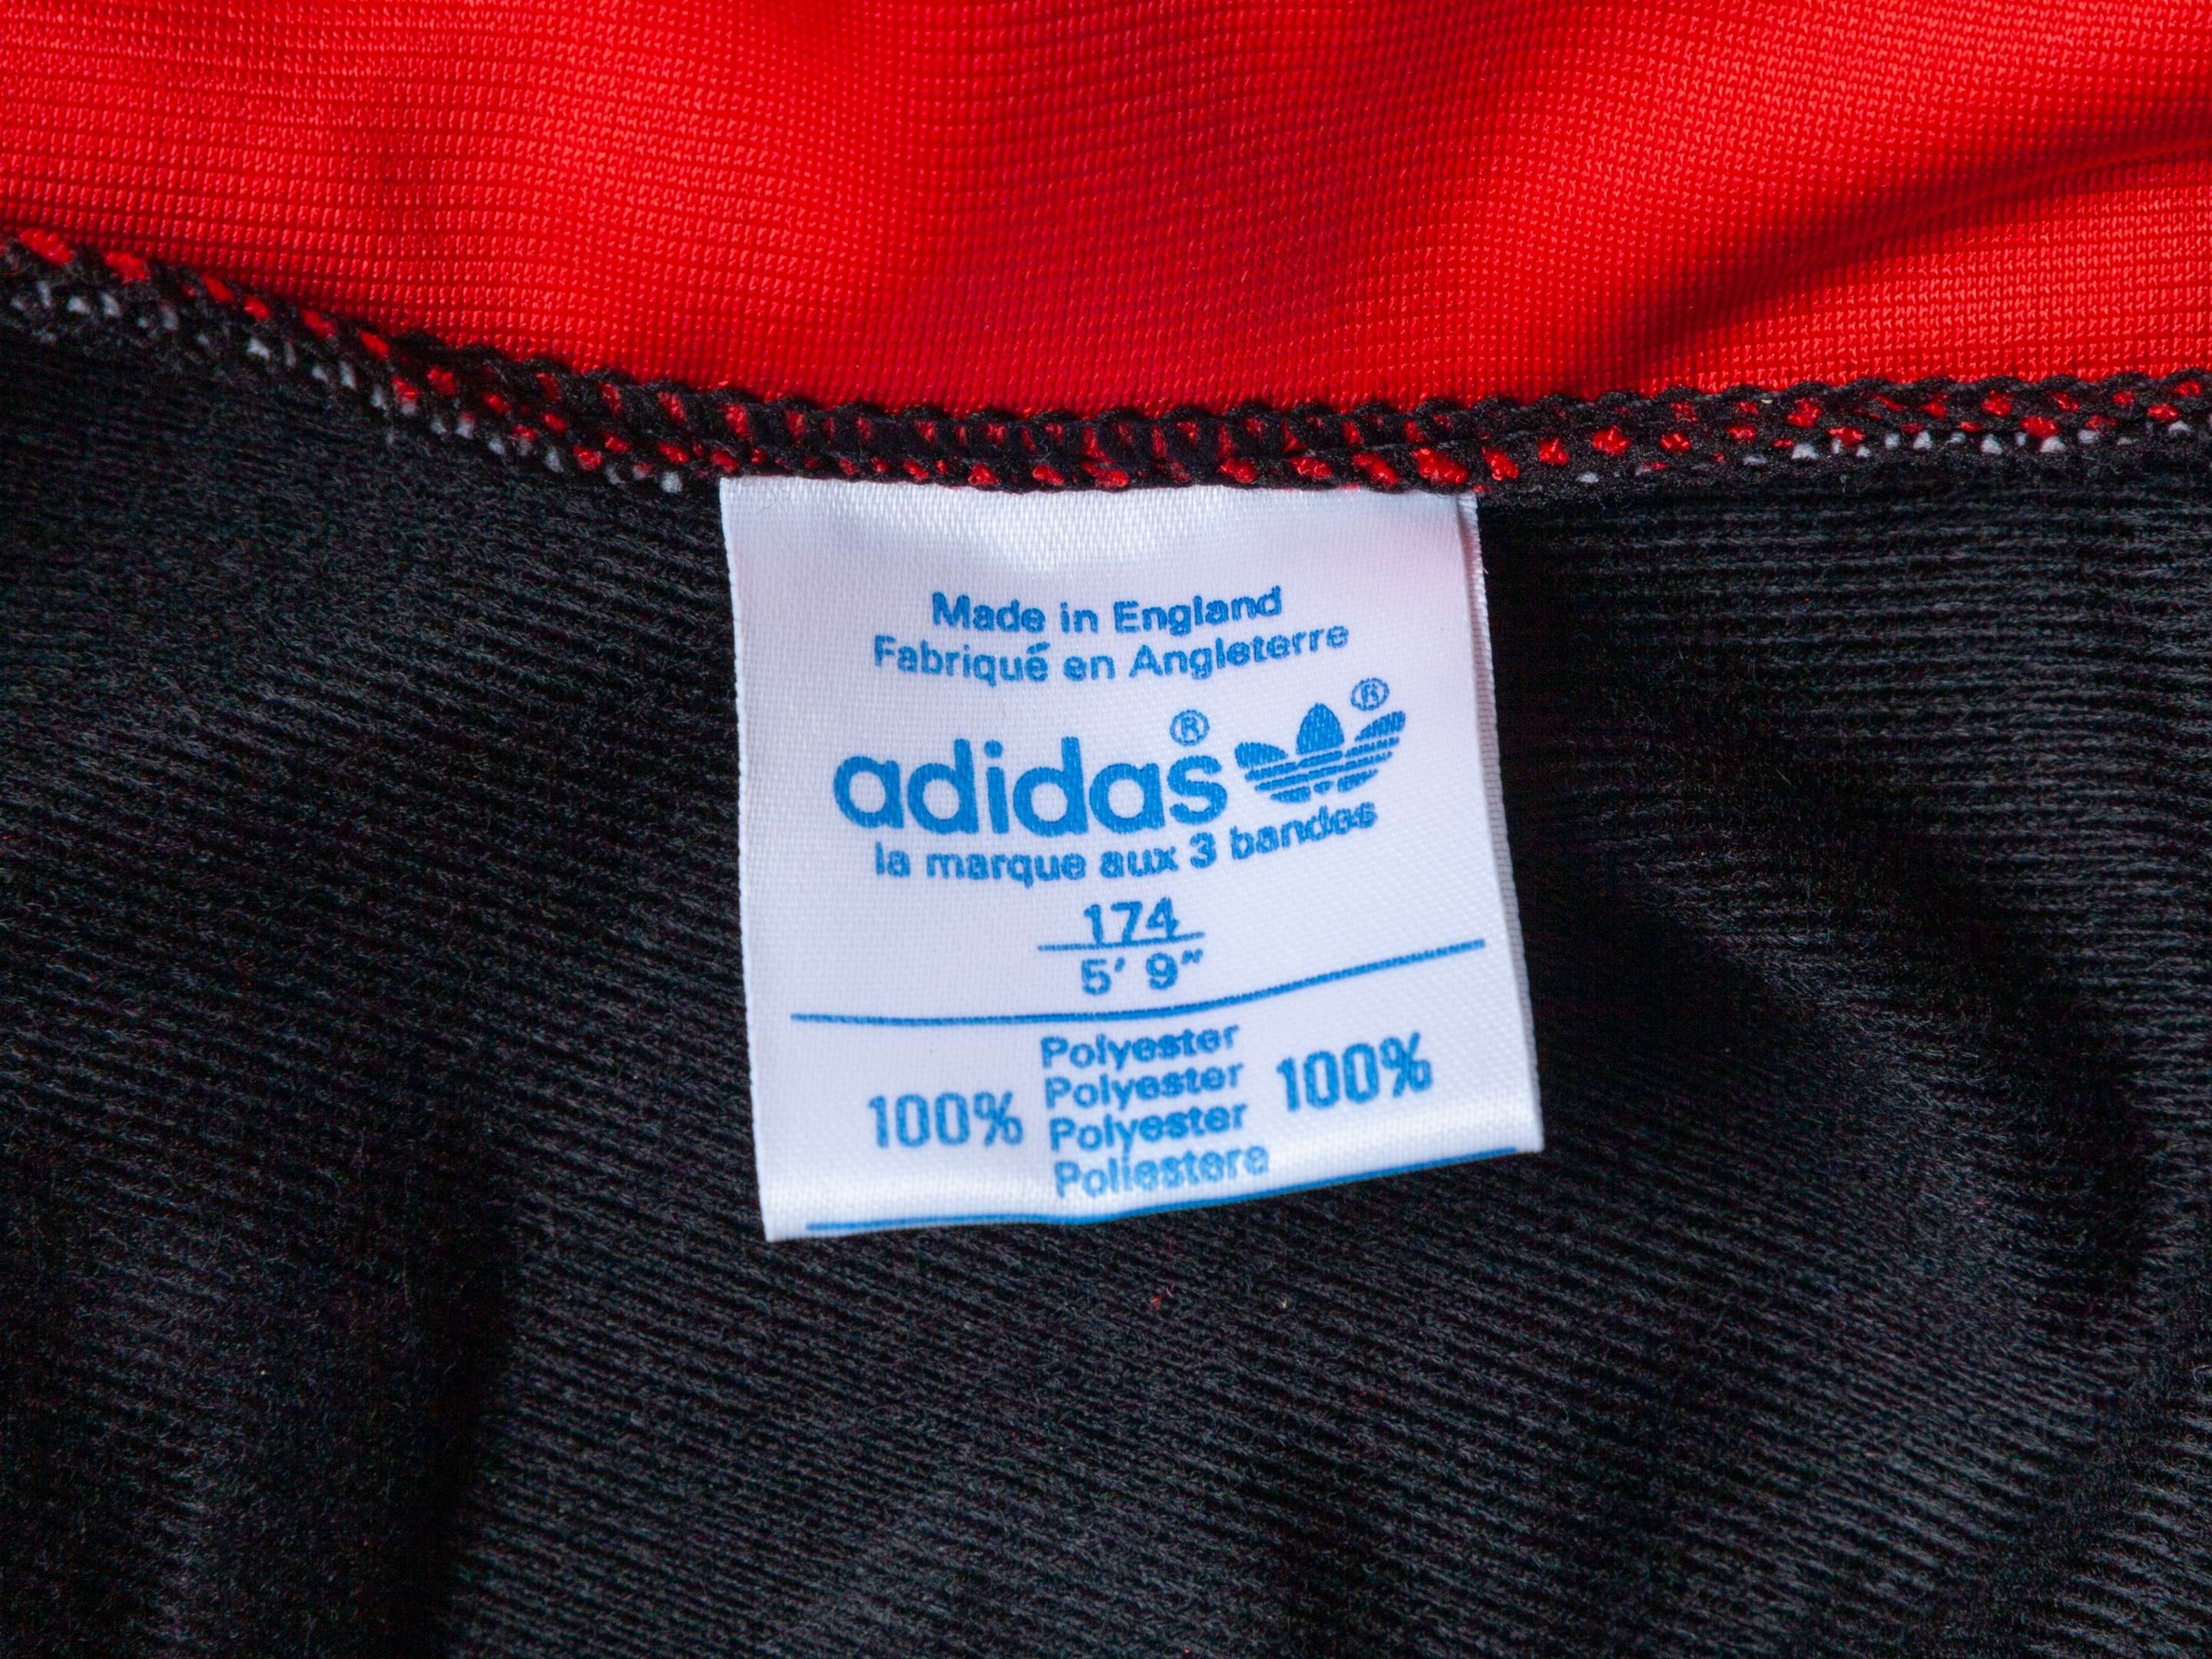 Made in England
Fabriqué en Angleterre
adidas® ®
la marque aux 3 bandes
174
5' 9"
Polyester
Polyester
100% Polyester 100%
Poliestere